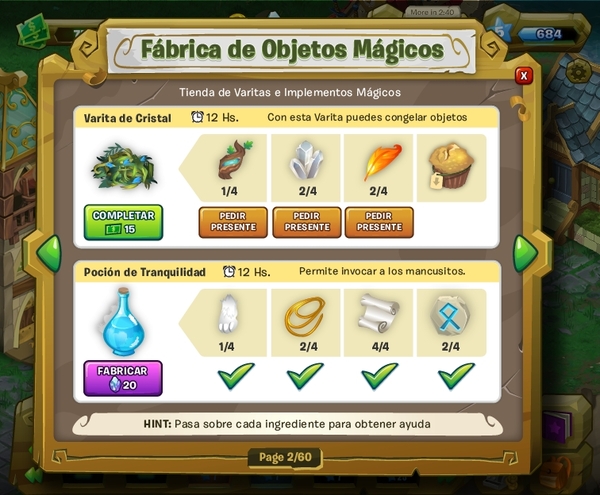 More in 2:40
684
Fábrica de Objetos Mágicos
X
Tienda de Varitas e Implementos Mágicos
Varita de Cristal 12 Hs. Con esta Varita puedes congelar objetos
1/4 2/4 2/4
COMPLETAR
15
PEDIR PRESENTE PEDIR PRESENTE PEDIR PRESENTE
Poción de Tranquilidad 12 Hs. Permite invocar a los mancusitos.
1/4 2/4 4/4 2/4
FABRICAR
20
HINT: Pasa sobre cada ingrediente para obtener ayuda
Page 2/60